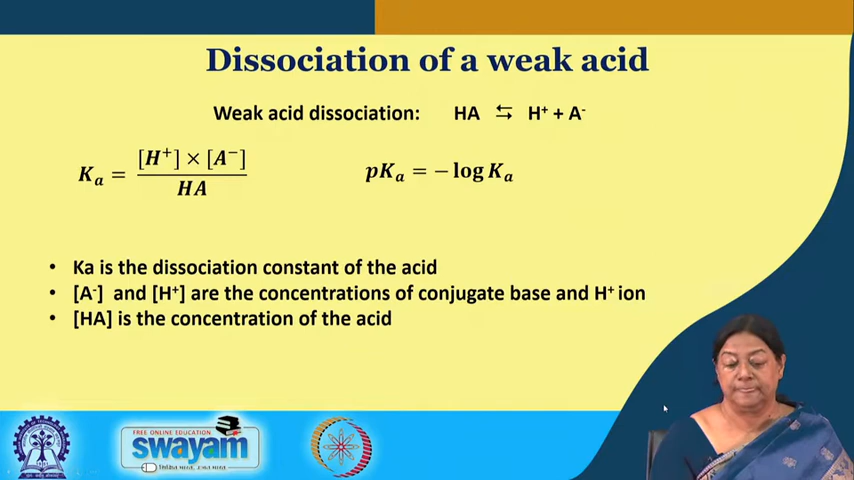 Dissociation of a weak acid
Weak acid dissociation: HA ⇆ H⁺ + A⁻
Kₐ = [H⁺] × [A⁻] / HA
pKₐ = − log Kₐ
• Ka is the dissociation constant of the acid
• [A⁻] and [H⁺] are the concentrations of conjugate base and H⁺ ion
• [HA] is the concentration of the acid
FREE ONLINE EDUCATION
swayam